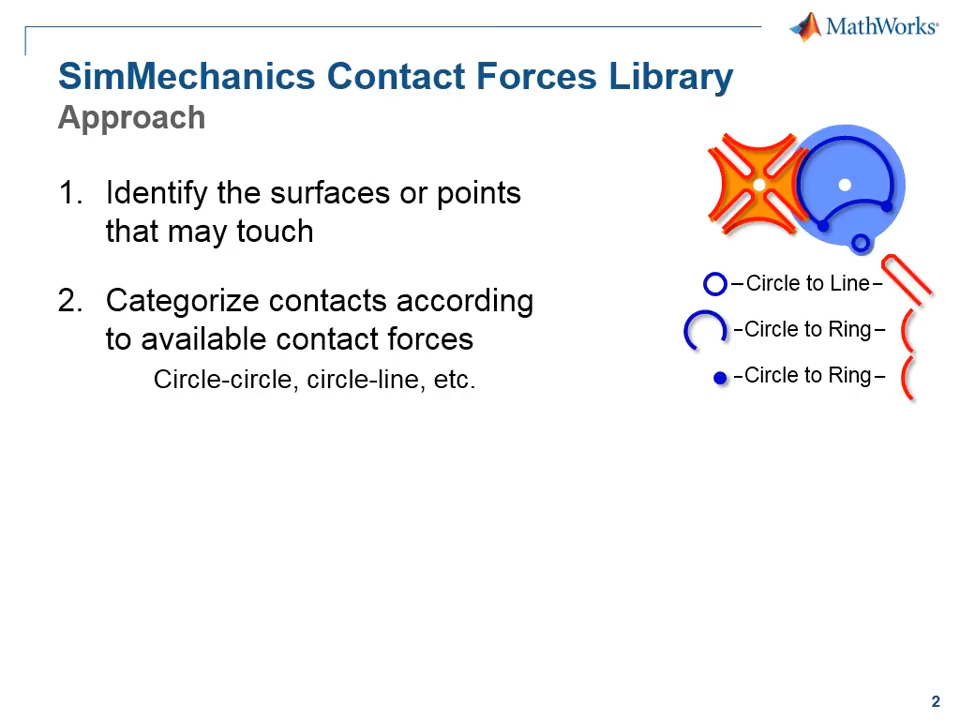 MathWorks®
SimMechanics Contact Forces Library
Approach
1. Identify the surfaces or points
that may touch
2. Categorize contacts according
to available contact forces
Circle-circle, circle-line, etc.
–Circle to Line–
–Circle to Ring–
–Circle to Ring–
2